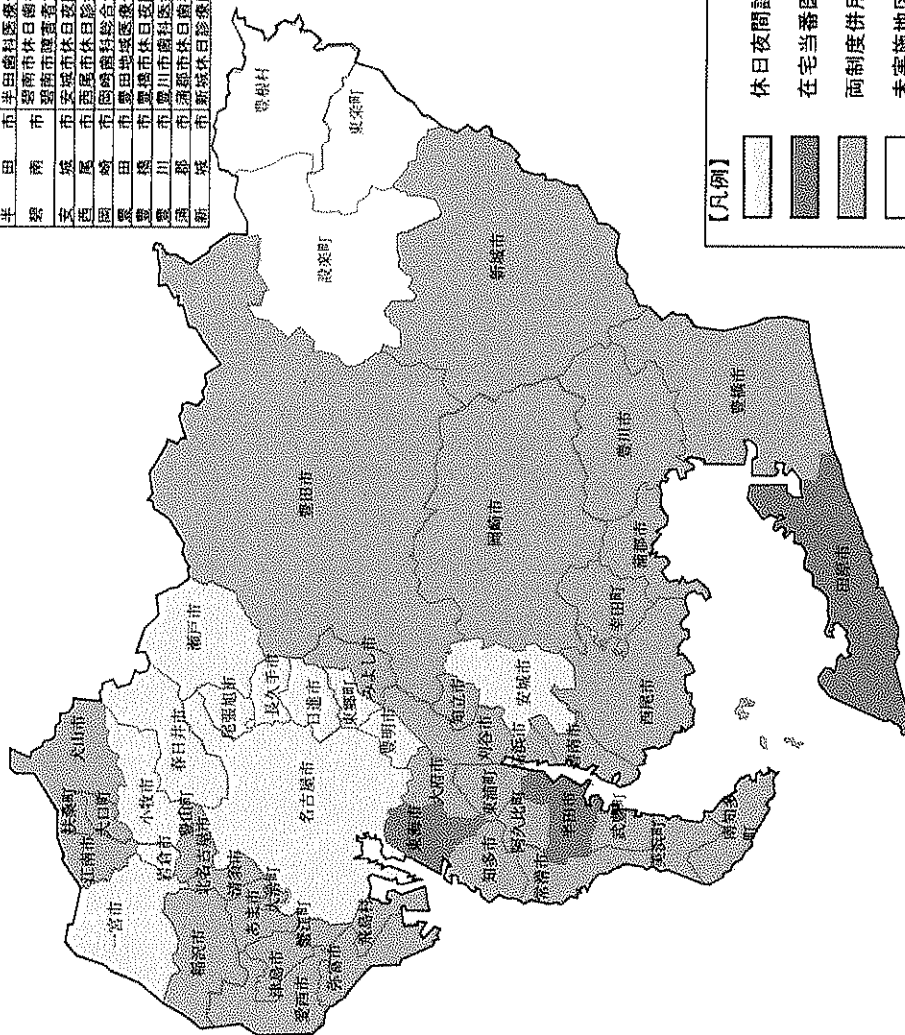 半田市 半田歯科医療
碧南市 碧南市休日歯
碧南市障害者
安城市 安城市休日夜
西尾市 西尾市休日診
岡崎市 岡崎歯科総合
豊田市 豊田地域医療
豊橋市 豊橋市休日夜
豊川市 豊川市歯科医
蒲郡市 蒲郡市休日歯
新城市 新城休日診療
豊根村
東栄町
設楽町
新城市
豊田市
岡崎市
豊川市
豊橋市
蒲郡市
幸田町
西尾市
田原市
瀬戸市
尾張旭市
長久手市
日進市
東郷町
みよし市
豊明市
知立市
安城市
刈谷市
高浜市
碧南市
犬山市
扶桑町
大口町
江南市
小牧市
春日井市
岩倉市
豊山町
北名古屋市
名古屋市
一宮市
稲沢市
清須市
あま市
大治町
津島市
愛西市
蟹江町
弥富市
飛島村
東海市
大府市
知多市
東浦町
阿久比町
半田市
常滑市
武豊町
美浜町
南知多
町
【凡例】
休日夜間診
在宅当番医
両制度併用
未実施地区